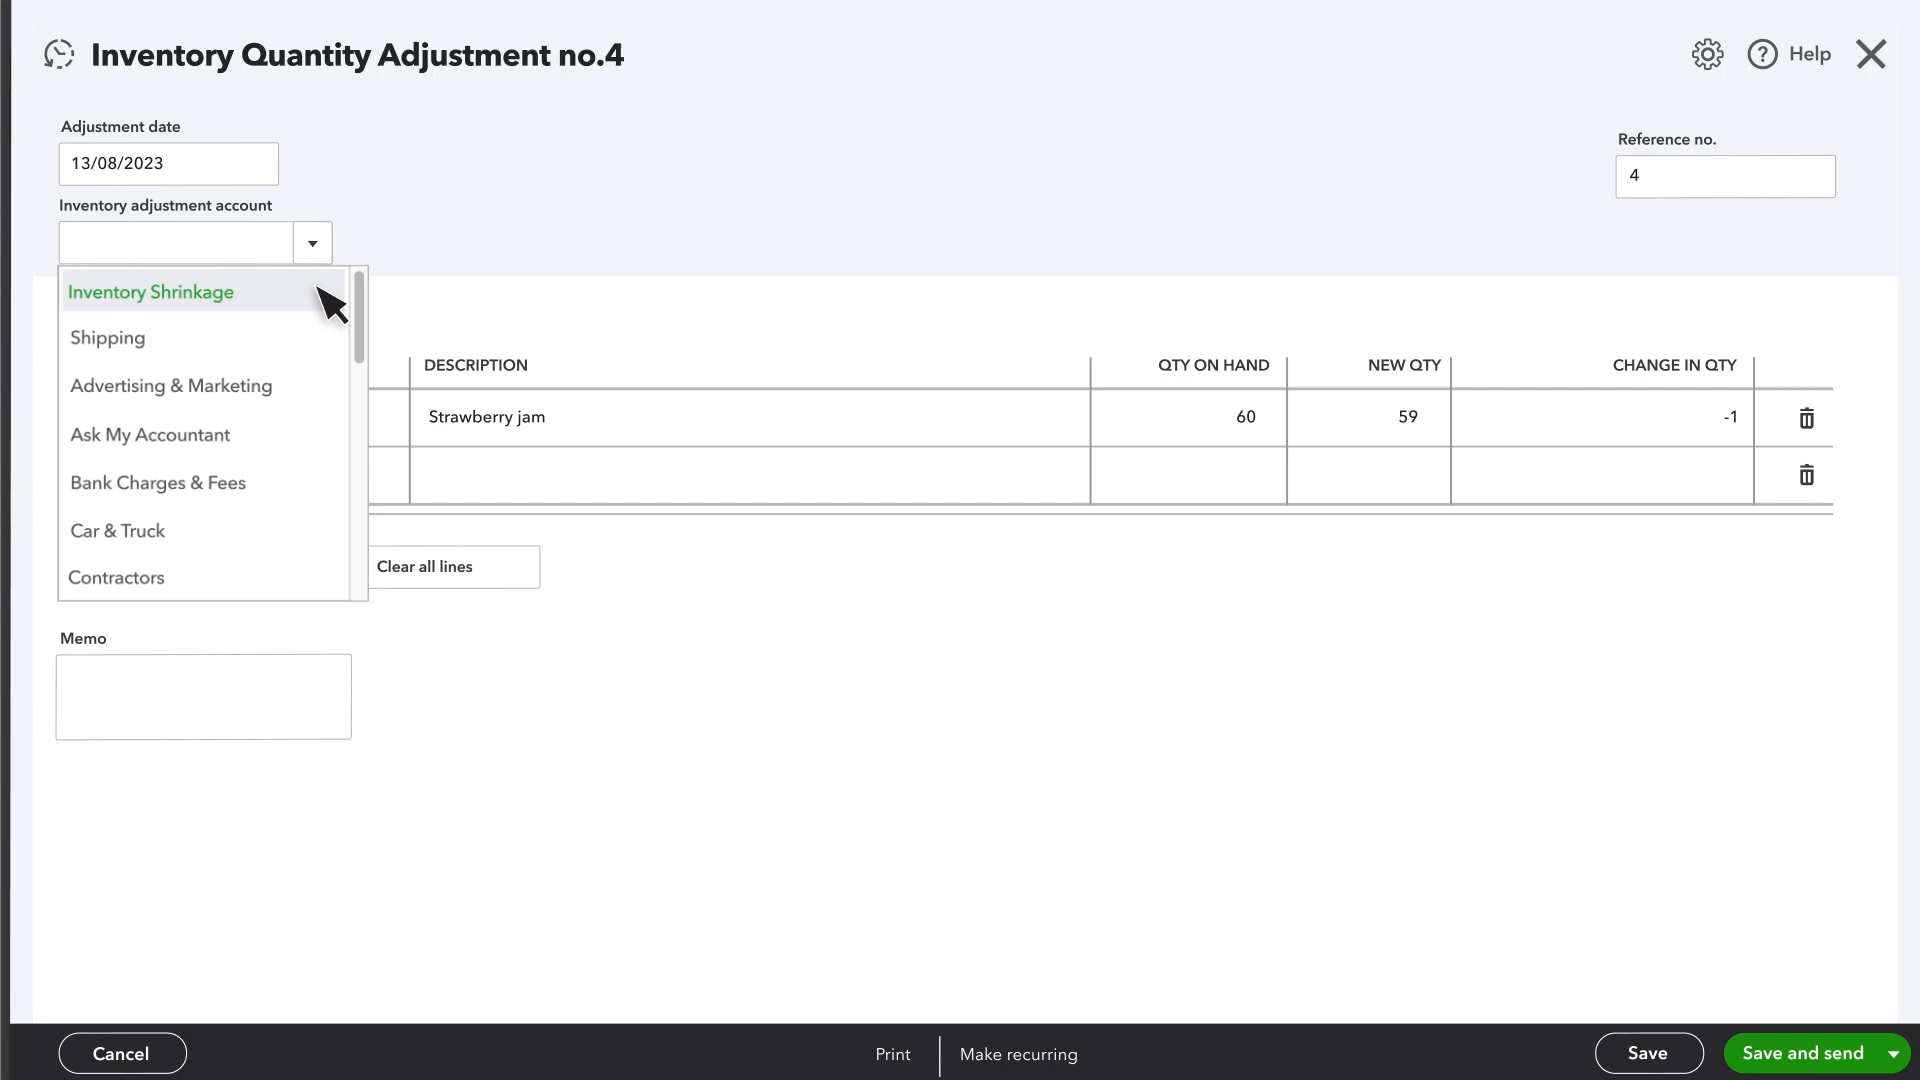 Inventory Quantity Adjustment no.4
Help
Adjustment date
13/08/2023
Reference no.
4
Inventory adjustment account
Inventory Shrinkage
Shipping
Advertising & Marketing
Ask My Accountant
Bank Charges & Fees
Car & Truck
Contractors
DESCRIPTION QTY ON HAND NEW QTY CHANGE IN QTY
Strawberry jam 60 59 -1
Clear all lines
Memo
Cancel Print Make recurring Save Save and send